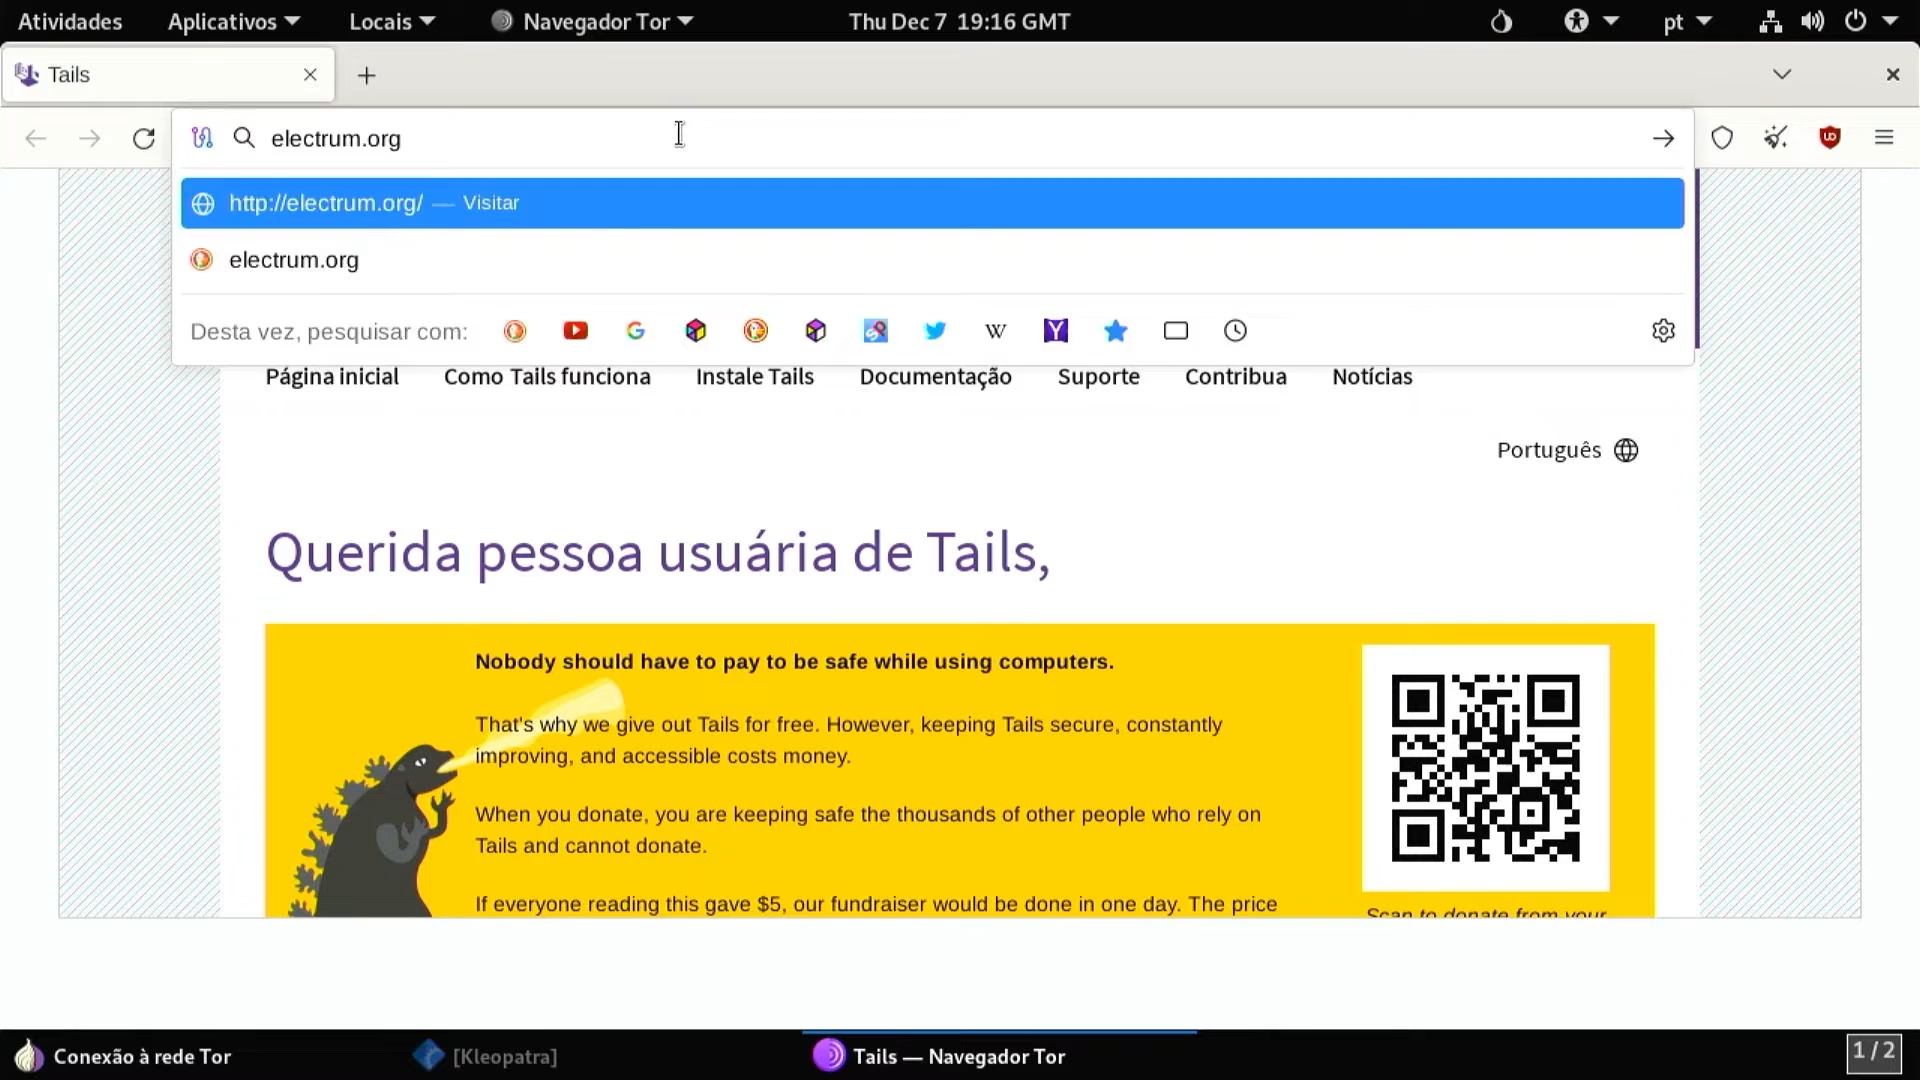 Atividades Aplicativos Locais Navegador Tor Thu Dec 7 19:16 GMT pt
Tails
electrum.org
http://electrum.org/ — Visitar
electrum.org
Desta vez, pesquisar com:
Página inicial Como Tails funciona Instale Tails Documentação Suporte Contribua Notícias
Português
Querida pessoa usuária de Tails,
Nobody should have to pay to be safe while using computers.
That's why we give out Tails for free. However, keeping Tails secure, constantly
improving, and accessible costs money.
When you donate, you are keeping safe the thousands of other people who rely on
Tails and cannot donate.
If everyone reading this gave $5, our fundraiser would be done in one day. The price
Scan to donate from your
Conexão à rede Tor [Kleopatra] Tails — Navegador Tor 1 / 2